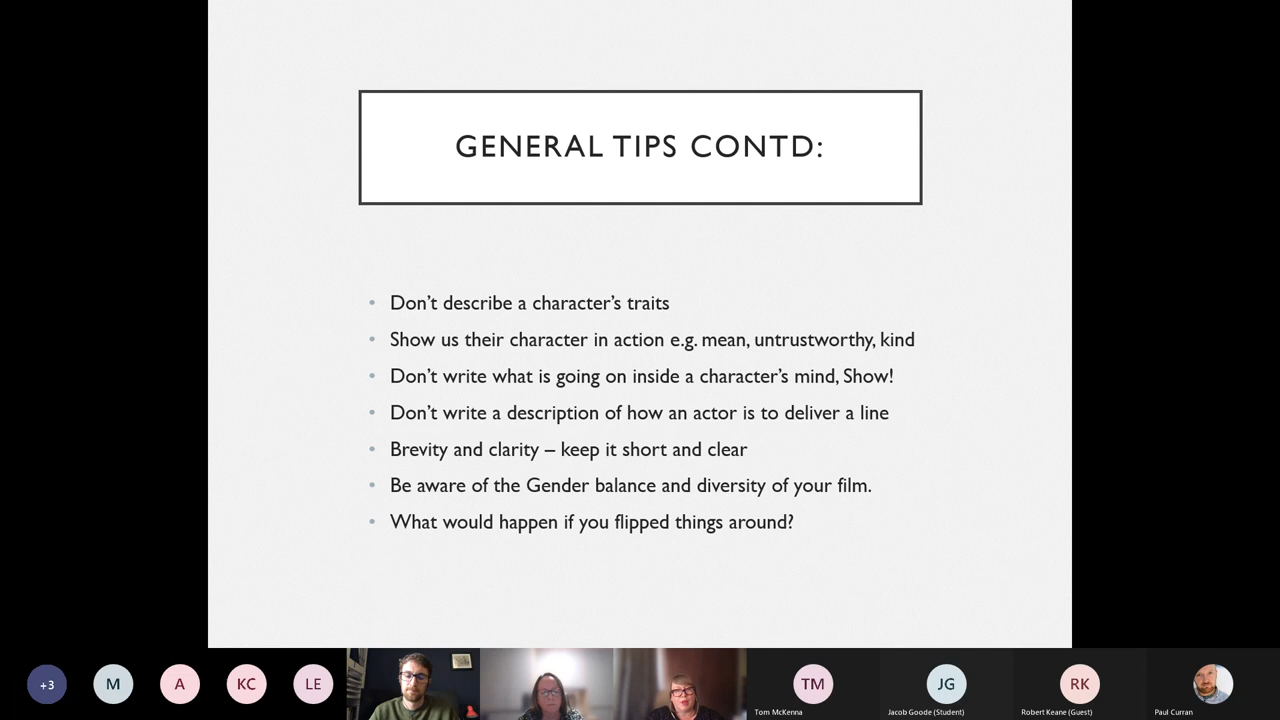 GENERAL TIPS CONTD:
Don’t describe a character’s traits
Show us their character in action e.g. mean, untrustworthy, kind
Don’t write what is going on inside a character’s mind, Show!
Don’t write a description of how an actor is to deliver a line
Brevity and clarity – keep it short and clear
Be aware of the Gender balance and diversity of your film.
What would happen if you flipped things around?
+3
M
A
KC
LE
TM
JG
RK
Tom McKenna
Jacob Goode (Student)
Robert Keane (Guest)
Paul Curran